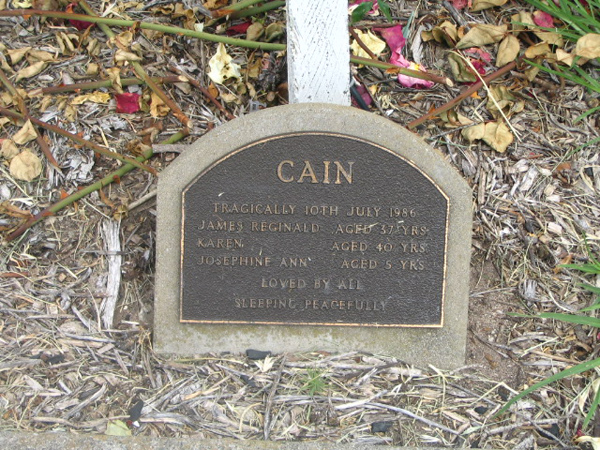 CAIN
TRAGICALLY 10TH JULY 1986
JAMES REGINALD AGED 37 YRS
KAREN AGED 40 YRS
JOSEPHINE ANN AGED 5 YRS
LOVED BY ALL
SLEEPING PEACEFULLY